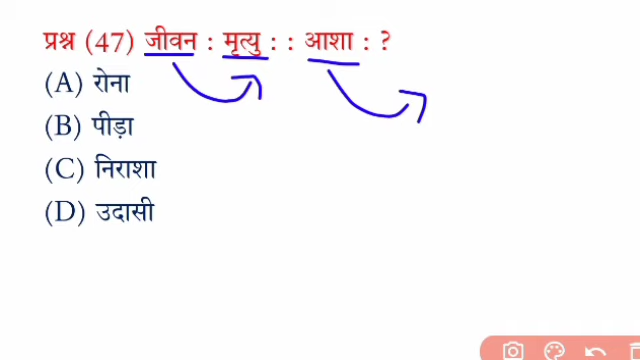 प्रश्न (47) जीवन : मृत्यु : : आशा : ?
(A) रोना
(B) पीड़ा
(C) निराशा
(D) उदासी